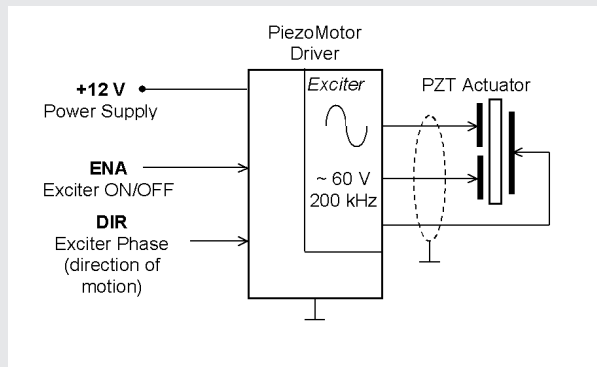 PiezoMotor
Driver
Exciter
PZT Actuator
+12 V
Power Supply
ENA
Exciter ON/OFF
~ 60 V
200 kHz
DIR
Exciter Phase
(direction of
motion)